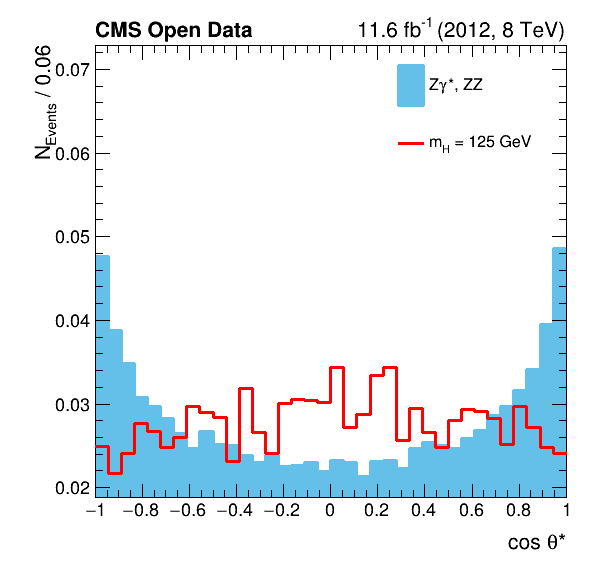 CMS Open Data
11.6 fb⁻¹ (2012, 8 TeV)
N_Events / 0.06
0.07
0.06
0.05
0.04
0.03
0.02
Zγ*, ZZ
m_H = 125 GeV
−1 −0.8 −0.6 −0.4 −0.2 0 0.2 0.4 0.6 0.8 1
cos θ*